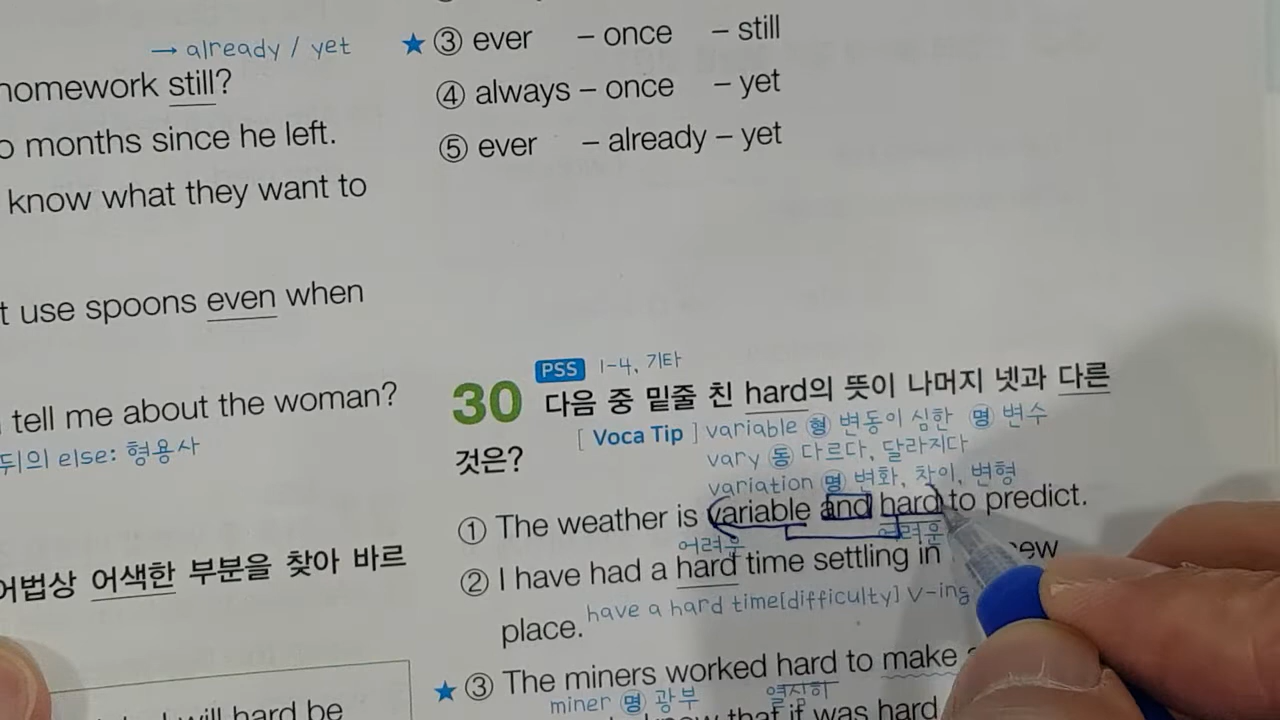 → already / yet
homework still?
o months since he left.
know what they want to
t use spoons even when
tell me about the woman?
뒤의 else: 형용사
어법상 어색한 부분을 찾아 바르
will hard be
★ ③ ever – once – still
④ always – once – yet
⑤ ever – already – yet
PSS 1-4, 기타
30 다음 중 밑줄 친 hard의 뜻이 나머지 넷과 다른
것은?
[ Voca Tip ] variable 형 변동이 심한 명 변수
vary 동 다르다, 달라지다
variation 명 변화, 차이, 변형
① The weather is variable and hard to predict.
어려운 어려운
② I have had a hard time settling in new
place. have a hard time[difficulty] V-ing
★ ③ The miners worked hard to make
miner 명 광부 열심히
that it was hard